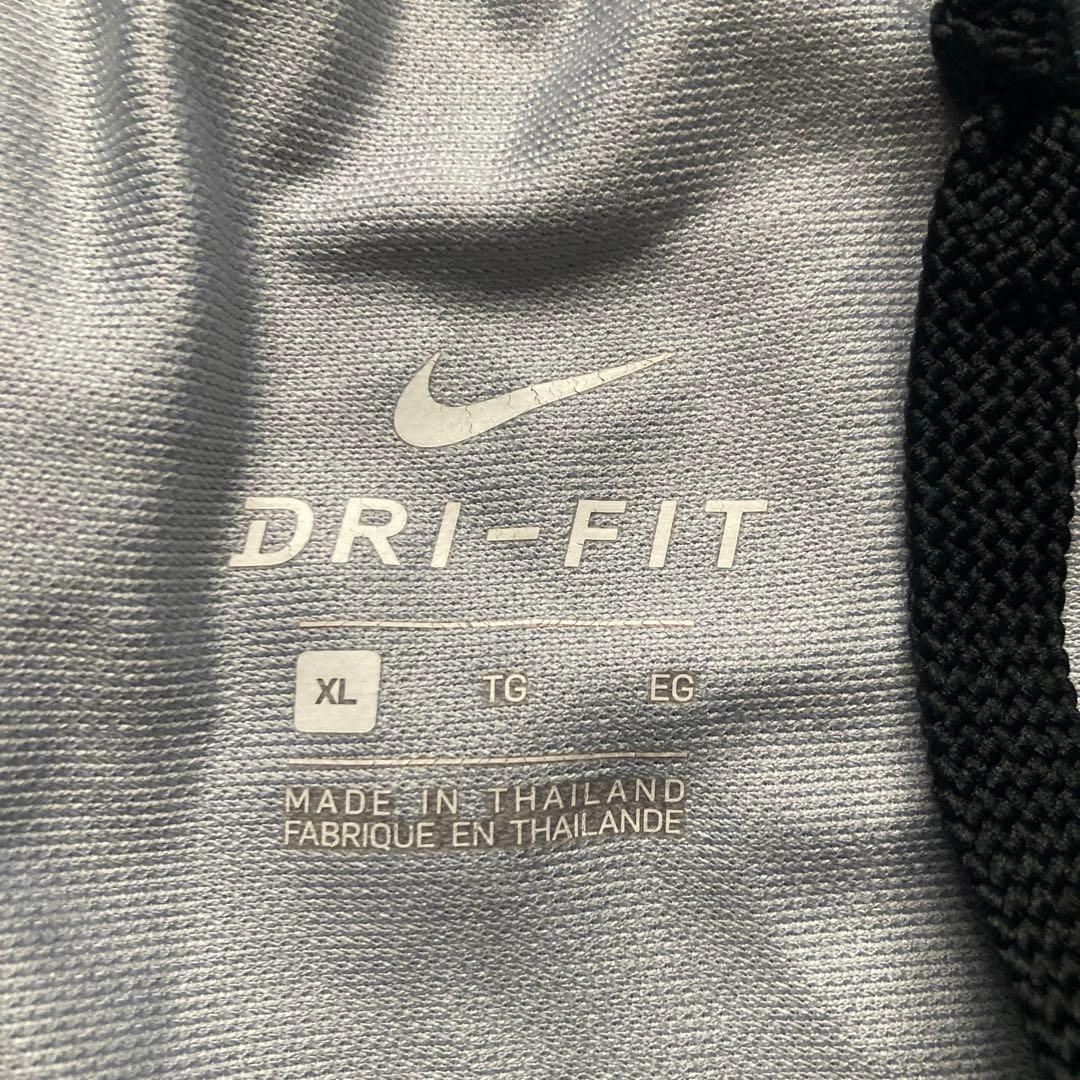 DRI-FIT
XL TG EG
MADE IN THAILAND
FABRIQUE EN THAILANDE